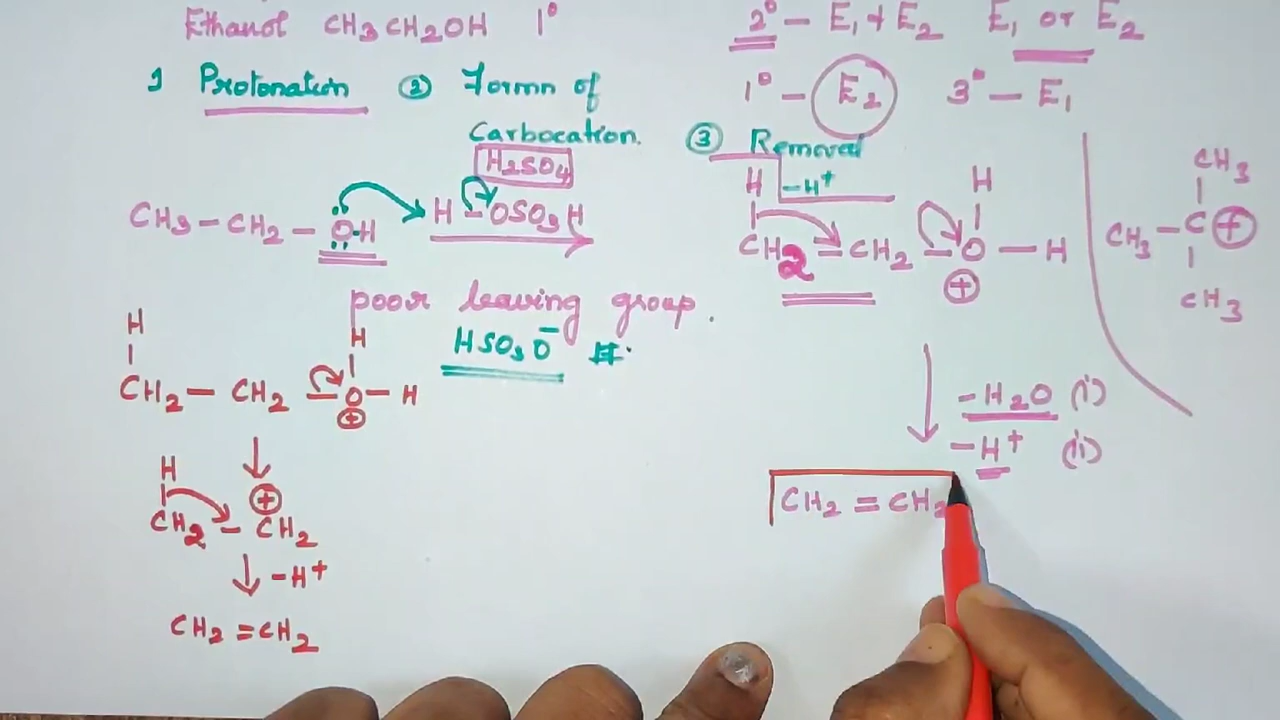 Ethanol CH3CH2OH 1°
2° - E1 + E2 E1 or E2
1° - E2 3° - E1
1 Protonation ② Formn of
Carbocation.
③ Removal
-H+
H2SO4
CH3-CH2-OH H-OSO3H
poor leaving group.
HSO3O-
H
H
CH2-CH2-O-H
⊕
H
⊕
CH2-CH2
-H+
CH2=CH2
H
H
CH2-CH2-O-H
⊕
-H2O (i)
-H+ (ii)
CH2=CH2
CH3
CH3-C⊕
CH3